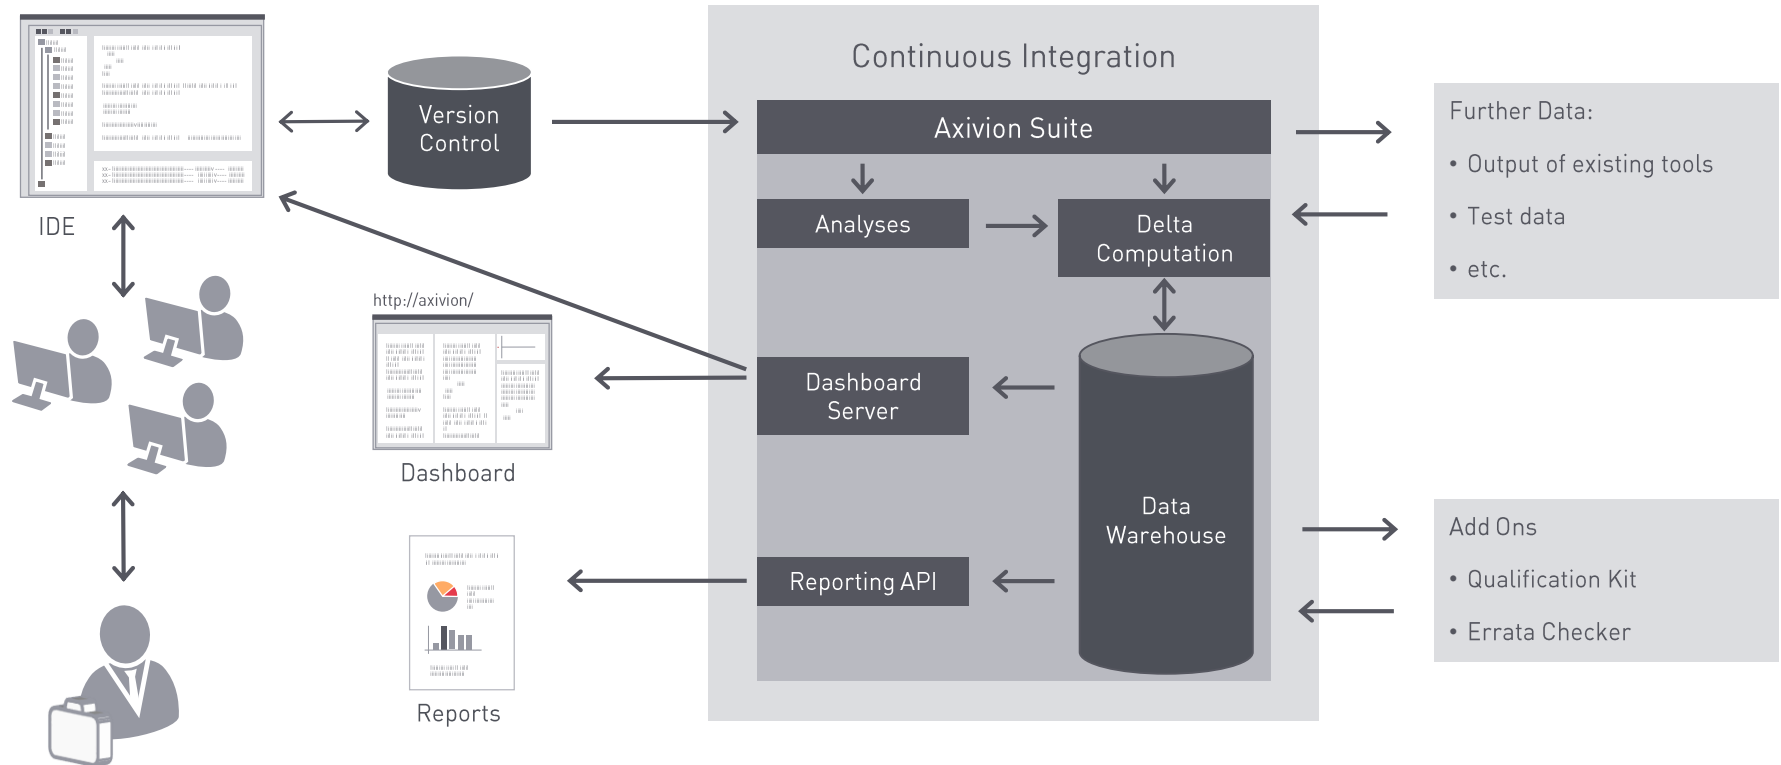 Continuous Integration
Version
Control
Axivion Suite
Further Data:
• Output of existing tools
• Test data
• etc.
IDE
Analyses
Delta
Computation
http://axivion/
Dashboard
Server
Dashboard
Data
Warehouse
Reporting API
Reports
Add Ons
• Qualification Kit
• Errata Checker